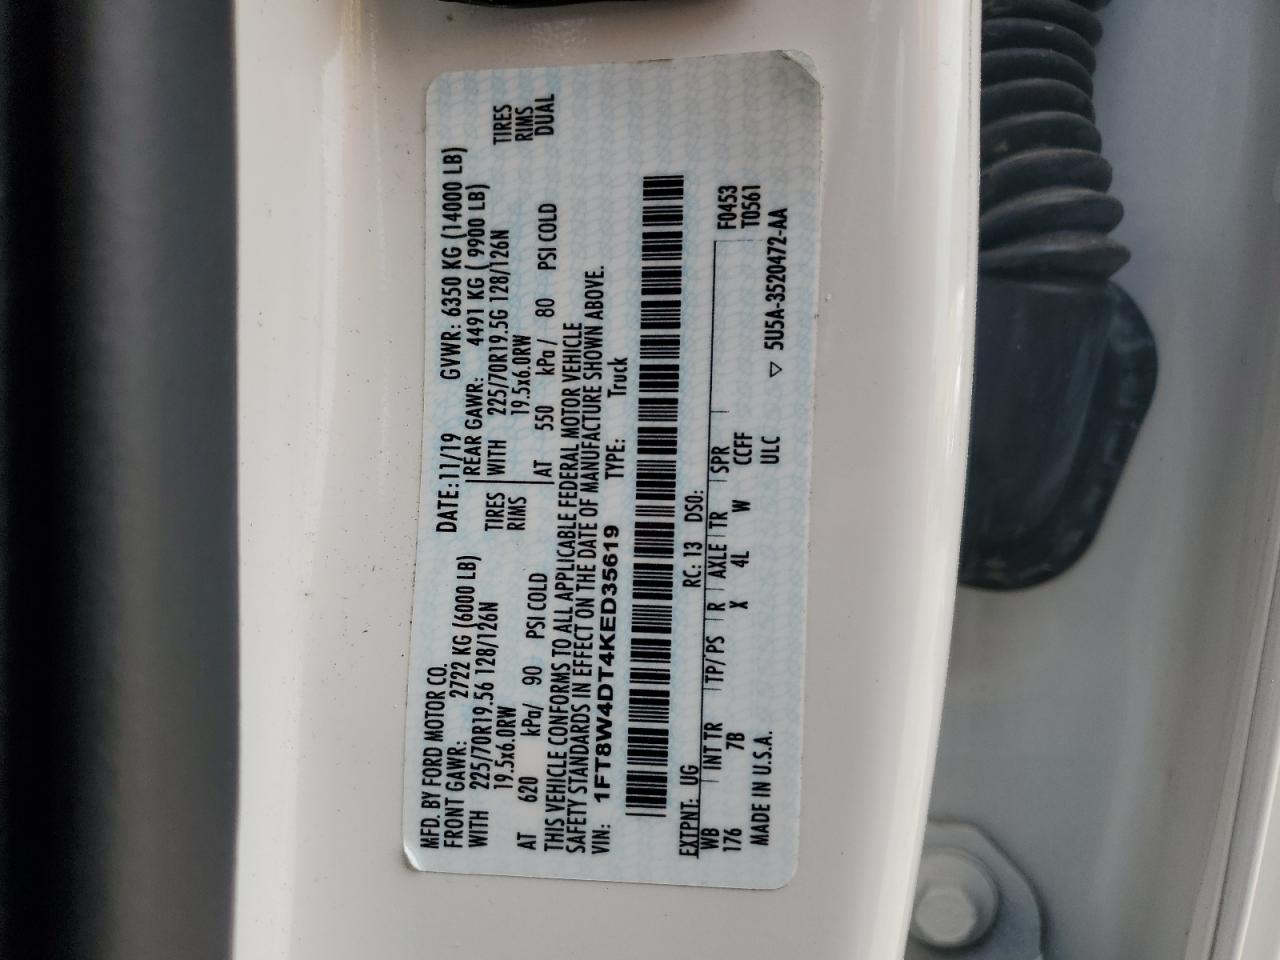 MFD. BY FORD MOTOR CO. DATE: 11/19 GVWR: 6350 KG (14000 LB)
FRONT GAWR: 2722 KG (6000 LB) REAR GAWR: 4491 KG ( 9900 LB)
WITH 225/70R19.5G 128/126N TIRES WITH 225/70R19.5G 128/126N TIRES
19.5x6.0RW RIMS 19.5x6.0RW RIMS
AT 620 kPa/ 90 PSI COLD AT 550 kPa/ 80 PSI COLD DUAL
THIS VEHICLE CONFORMS TO ALL APPLICABLE FEDERAL MOTOR VEHICLE
SAFETY STANDARDS IN EFFECT ON THE DATE OF MANUFACTURE SHOWN ABOVE.
VIN: 1FT8W4DT4KED35619 TYPE: Truck
EXTPNT: UG RC: 13 DSO: F0453
WB INT TR TP/PS R AXLE TR SPR T0561
176 7B X 4L W CCFF
MADE IN U.S.A. ULC ▽ 5U5A-3520472-AA